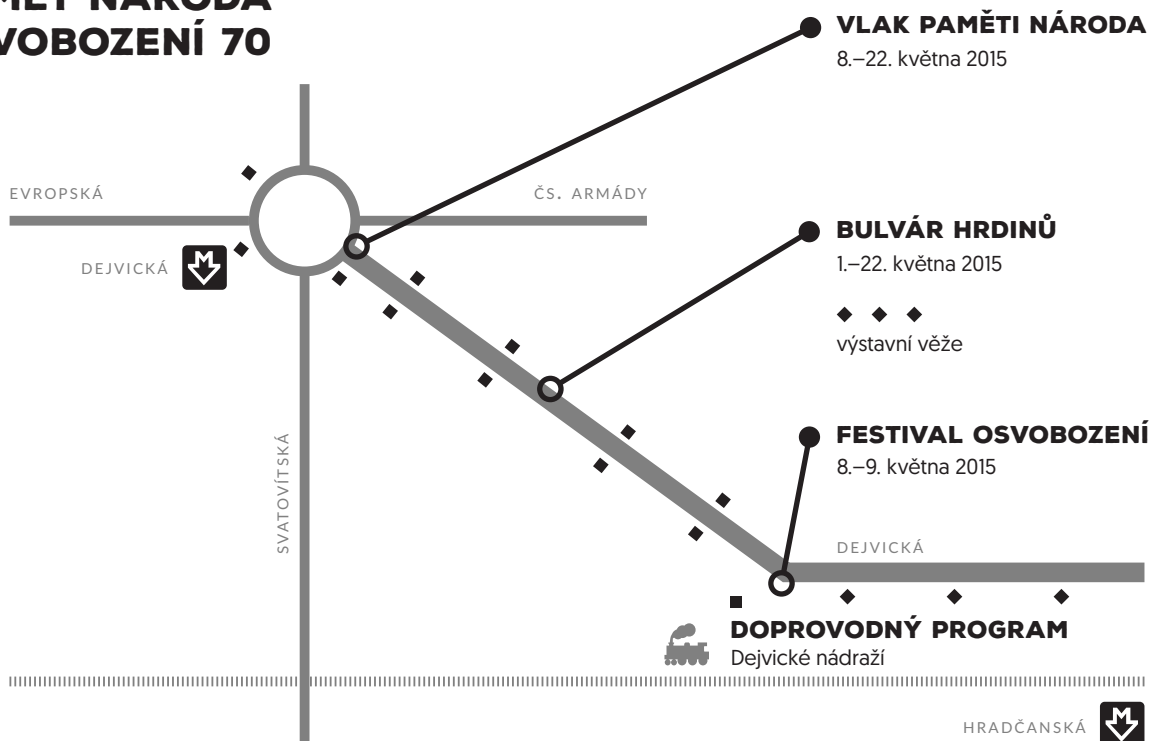 NÁRODA
70
VLAK PAMĚTI NÁRODA
8.–22. května 2015
EVROPSKÁ
ČS. ARMÁDY
DEJVICKÁ
M
BULVÁR HRDINŮ
1.–22. května 2015
výstavní věže
FESTIVAL OSVOBOZENÍ
8.–9. května 2015
SVATOVÍTSKÁ
DEJVICKÁ
DOPROVODNÝ PROGRAM
Dejvické nádraží
HRADČANSKÁ
M